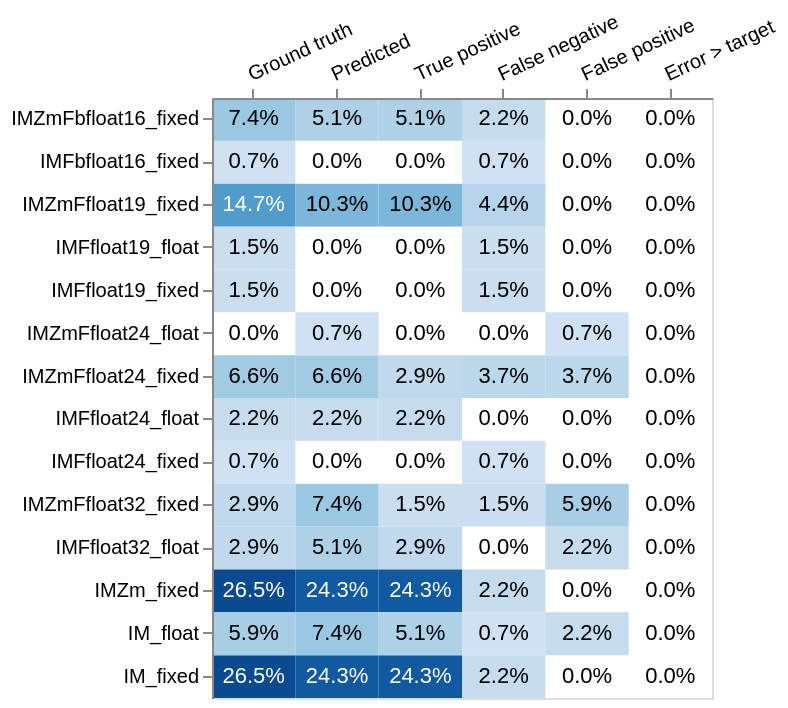 Ground truth Predicted True positive False negative False positive Error > target
IMZmFbfloat16_fixed 7.4% 5.1% 5.1% 2.2% 0.0% 0.0%
IMFbfloat16_fixed 0.7% 0.0% 0.0% 0.7% 0.0% 0.0%
IMZmFfloat19_fixed 14.7% 10.3% 10.3% 4.4% 0.0% 0.0%
IMFfloat19_float 1.5% 0.0% 0.0% 1.5% 0.0% 0.0%
IMFfloat19_fixed 1.5% 0.0% 0.0% 1.5% 0.0% 0.0%
IMZmFfloat24_float 0.0% 0.7% 0.0% 0.0% 0.7% 0.0%
IMZmFfloat24_fixed 6.6% 6.6% 2.9% 3.7% 3.7% 0.0%
IMFfloat24_float 2.2% 2.2% 2.2% 0.0% 0.0% 0.0%
IMFfloat24_fixed 0.7% 0.0% 0.0% 0.7% 0.0% 0.0%
IMZmFfloat32_fixed 2.9% 7.4% 1.5% 1.5% 5.9% 0.0%
IMFfloat32_float 2.9% 5.1% 2.9% 0.0% 2.2% 0.0%
IMZm_fixed 26.5% 24.3% 24.3% 2.2% 0.0% 0.0%
IM_float 5.9% 7.4% 5.1% 0.7% 2.2% 0.0%
IM_fixed 26.5% 24.3% 24.3% 2.2% 0.0% 0.0%